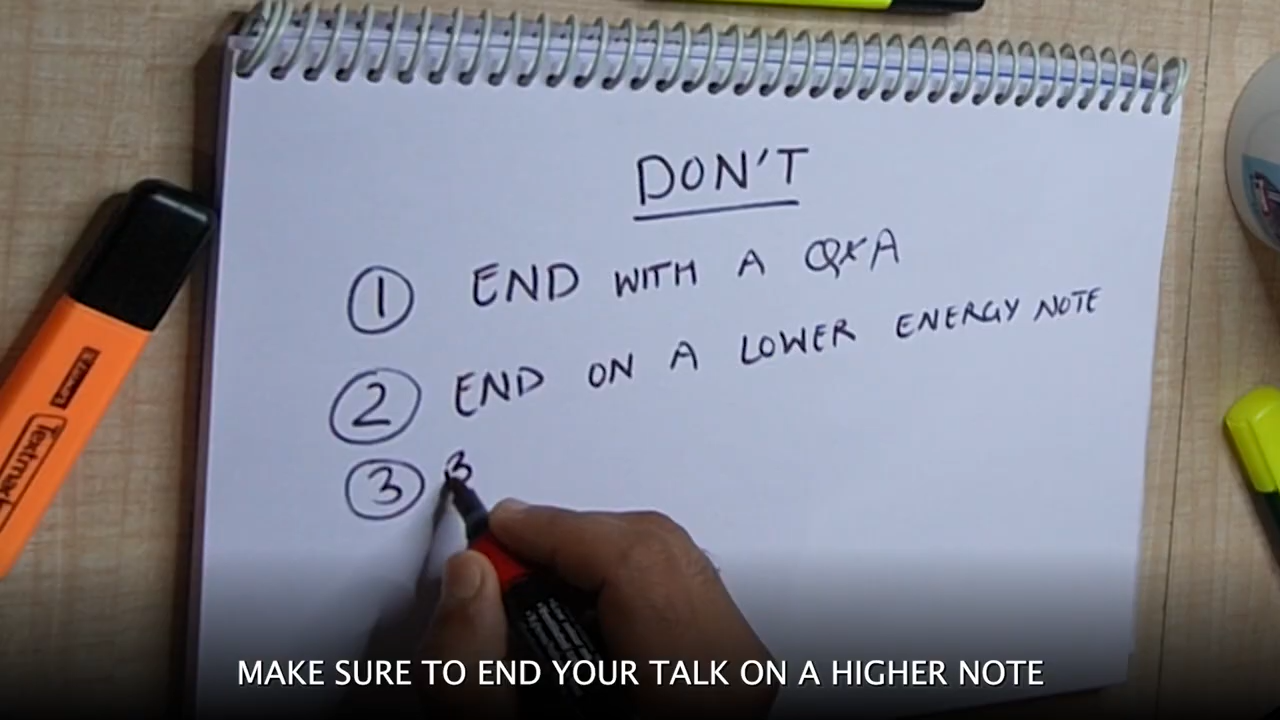 DON'T
① END WITH A Q&A
② END ON A LOWER ENERGY NOTE
③
Textmark
MAKE SURE TO END YOUR TALK ON A HIGHER NOTE